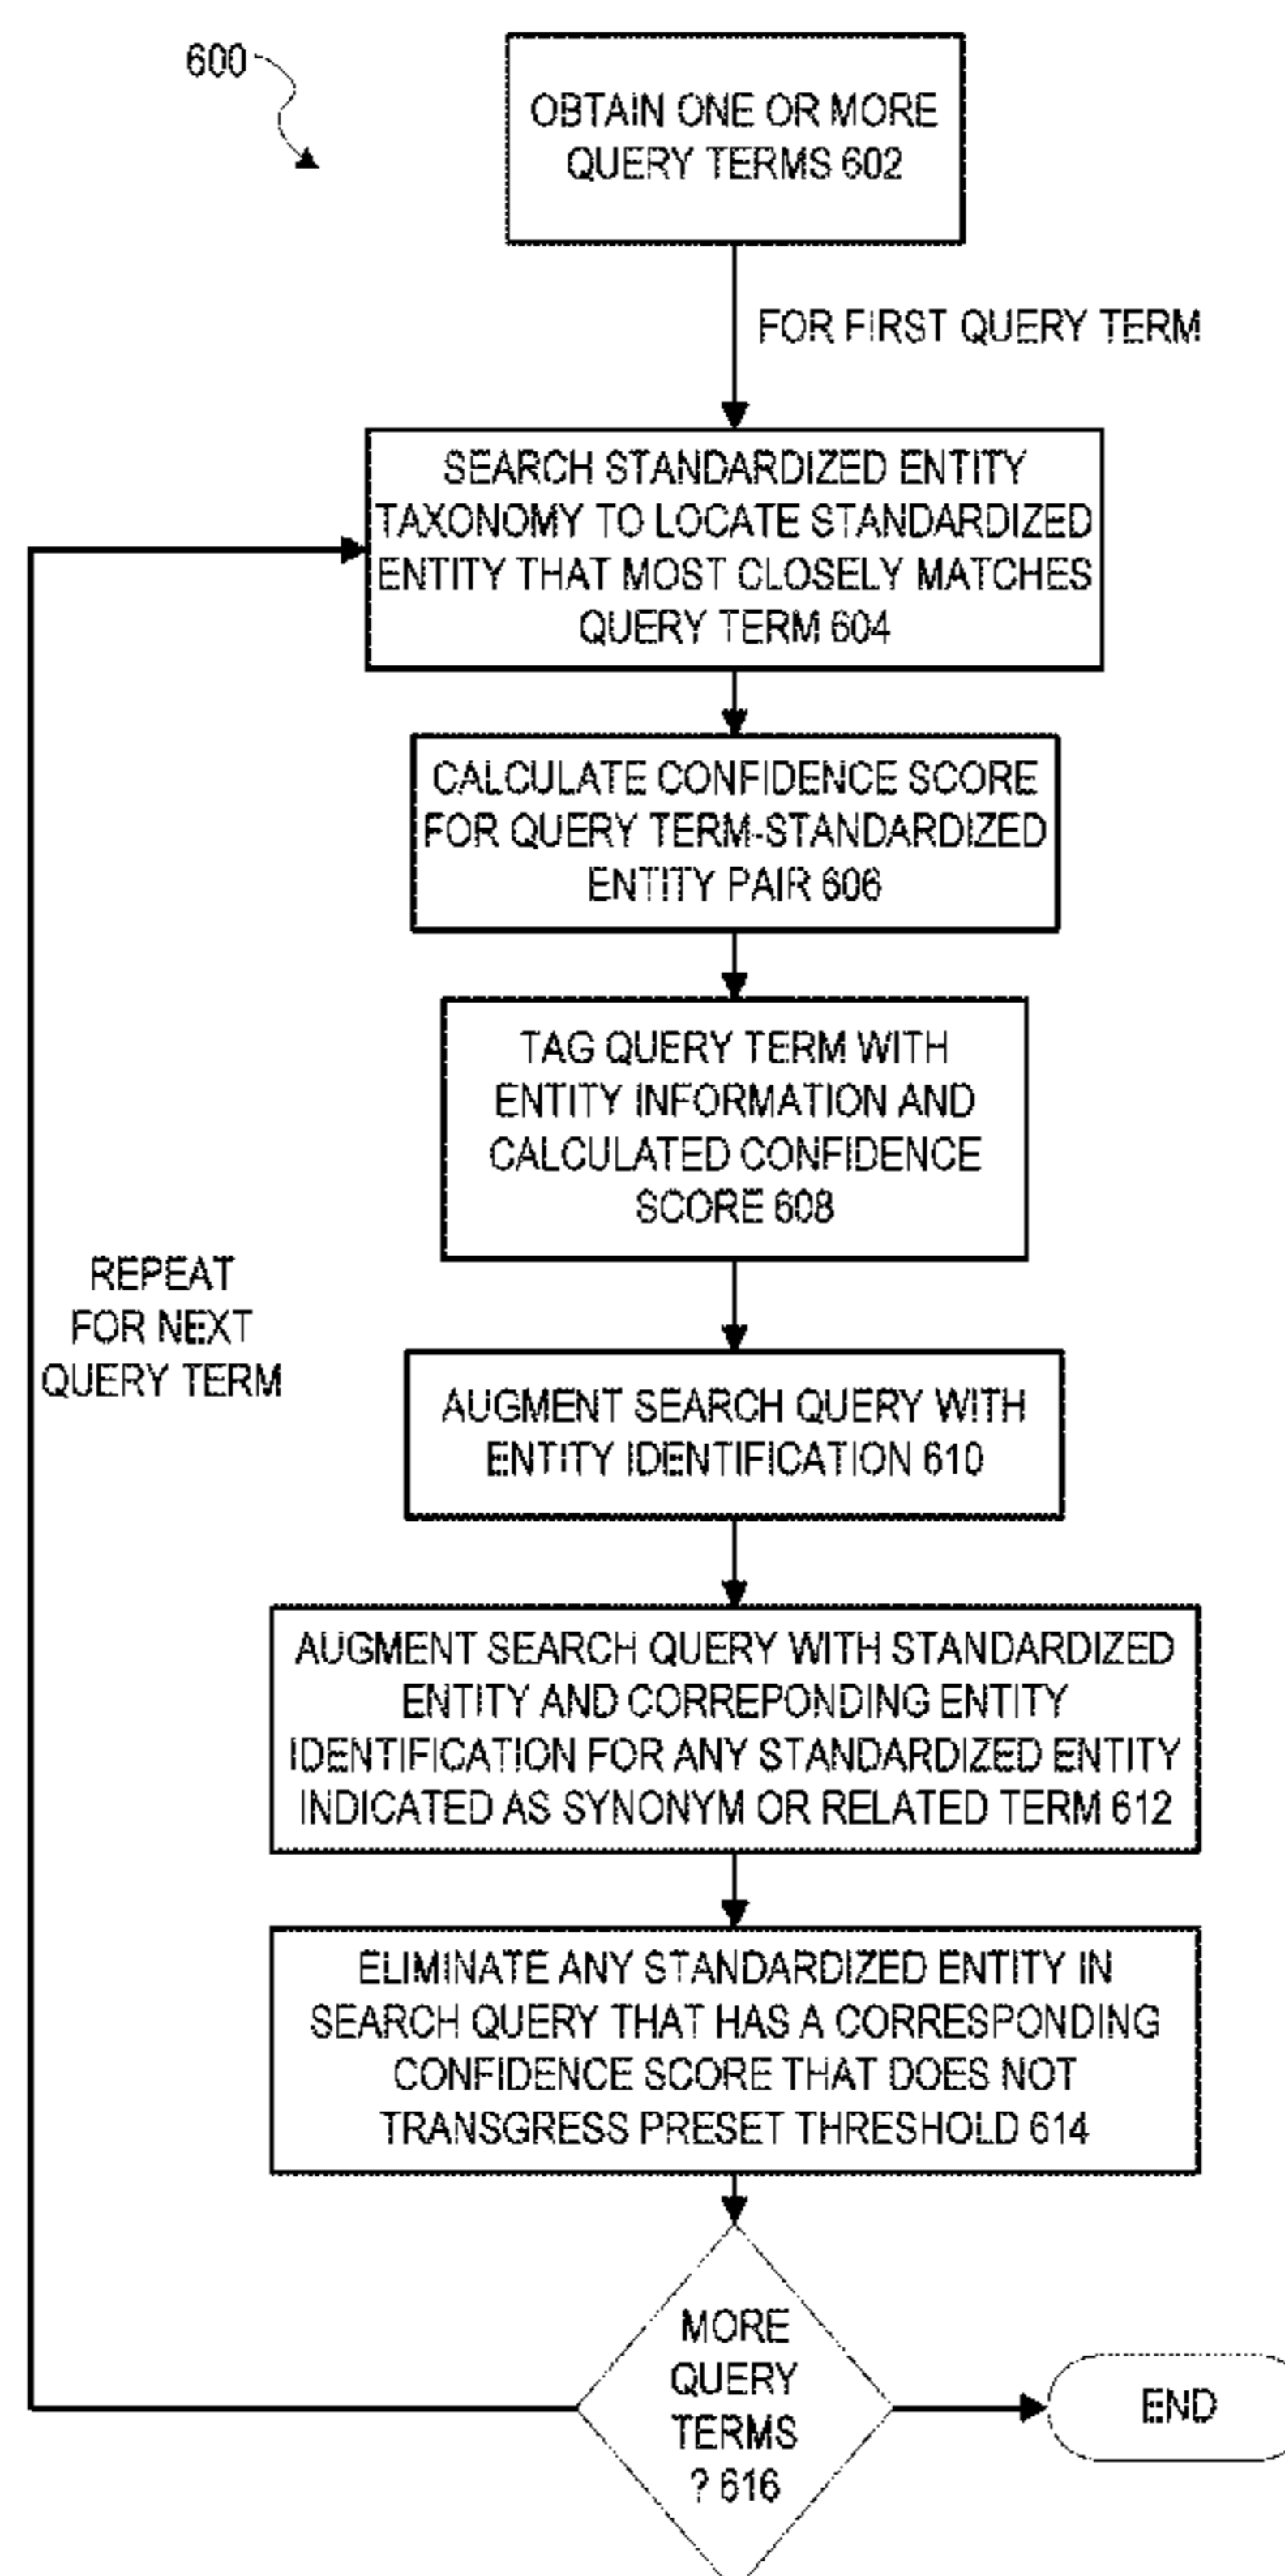 600
OBTAIN ONE OR MORE
QUERY TERMS 602
FOR FIRST QUERY TERM
SEARCH STANDARDIZED ENTITY
TAXONOMY TO LOCATE STANDARDIZED
ENTITY THAT MOST CLOSELY MATCHES
QUERY TERM 604
CALCULATE CONFIDENCE SCORE
FOR QUERY TERM-STANDARDIZED
ENTITY PAIR 606
TAG QUERY TERM WITH
ENTITY INFORMATION AND
CALCULATED CONFIDENCE
SCORE 608
REPEAT
FOR NEXT
QUERY TERM
AUGMENT SEARCH QUERY WITH
ENTITY IDENTIFICATION 610
AUGMENT SEARCH QUERY WITH STANDARDIZED
ENTITY AND CORREPONDING ENTITY
IDENTIFICATION FOR ANY STANDARDIZED ENTITY
INDICATED AS SYNONYM OR RELATED TERM 612
ELIMINATE ANY STANDARDIZED ENTITY IN
SEARCH QUERY THAT HAS A CORRESPONDING
CONFIDENCE SCORE THAT DOES NOT
TRANSGRESS PRESET THRESHOLD 614
MORE
QUERY
TERMS
? 616
END